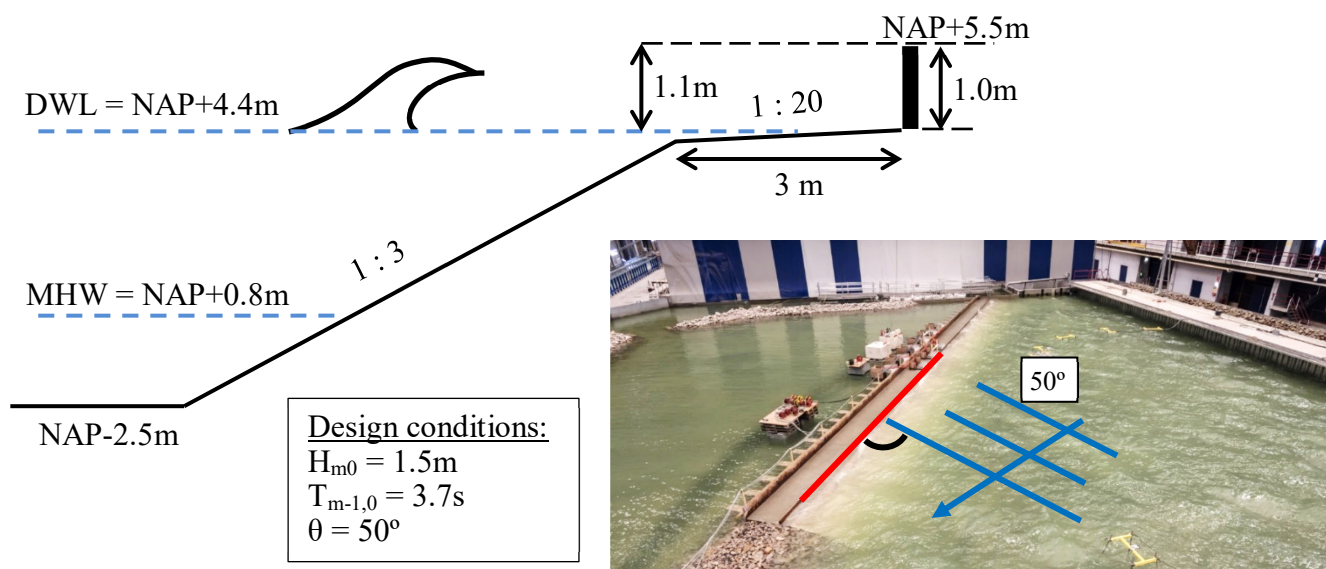 NAP+5.5m
1.1m
1.0m
DWL = NAP+4.4m
1 : 20
3 m
1 : 3
MHW = NAP+0.8m
NAP-2.5m
Design conditions:
Hm0 = 1.5m
Tm-1,0 = 3.7s
θ = 50º
50º